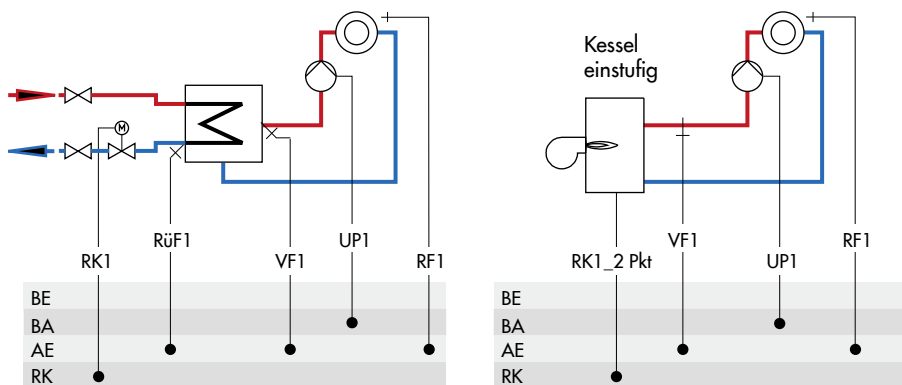 M
RK1
RüF1
VF1
UP1
RF1
BE
BA
AE
RK
Kessel
einstufig
RK1_2 Pkt
VF1
UP1
RF1
BE
BA
AE
RK